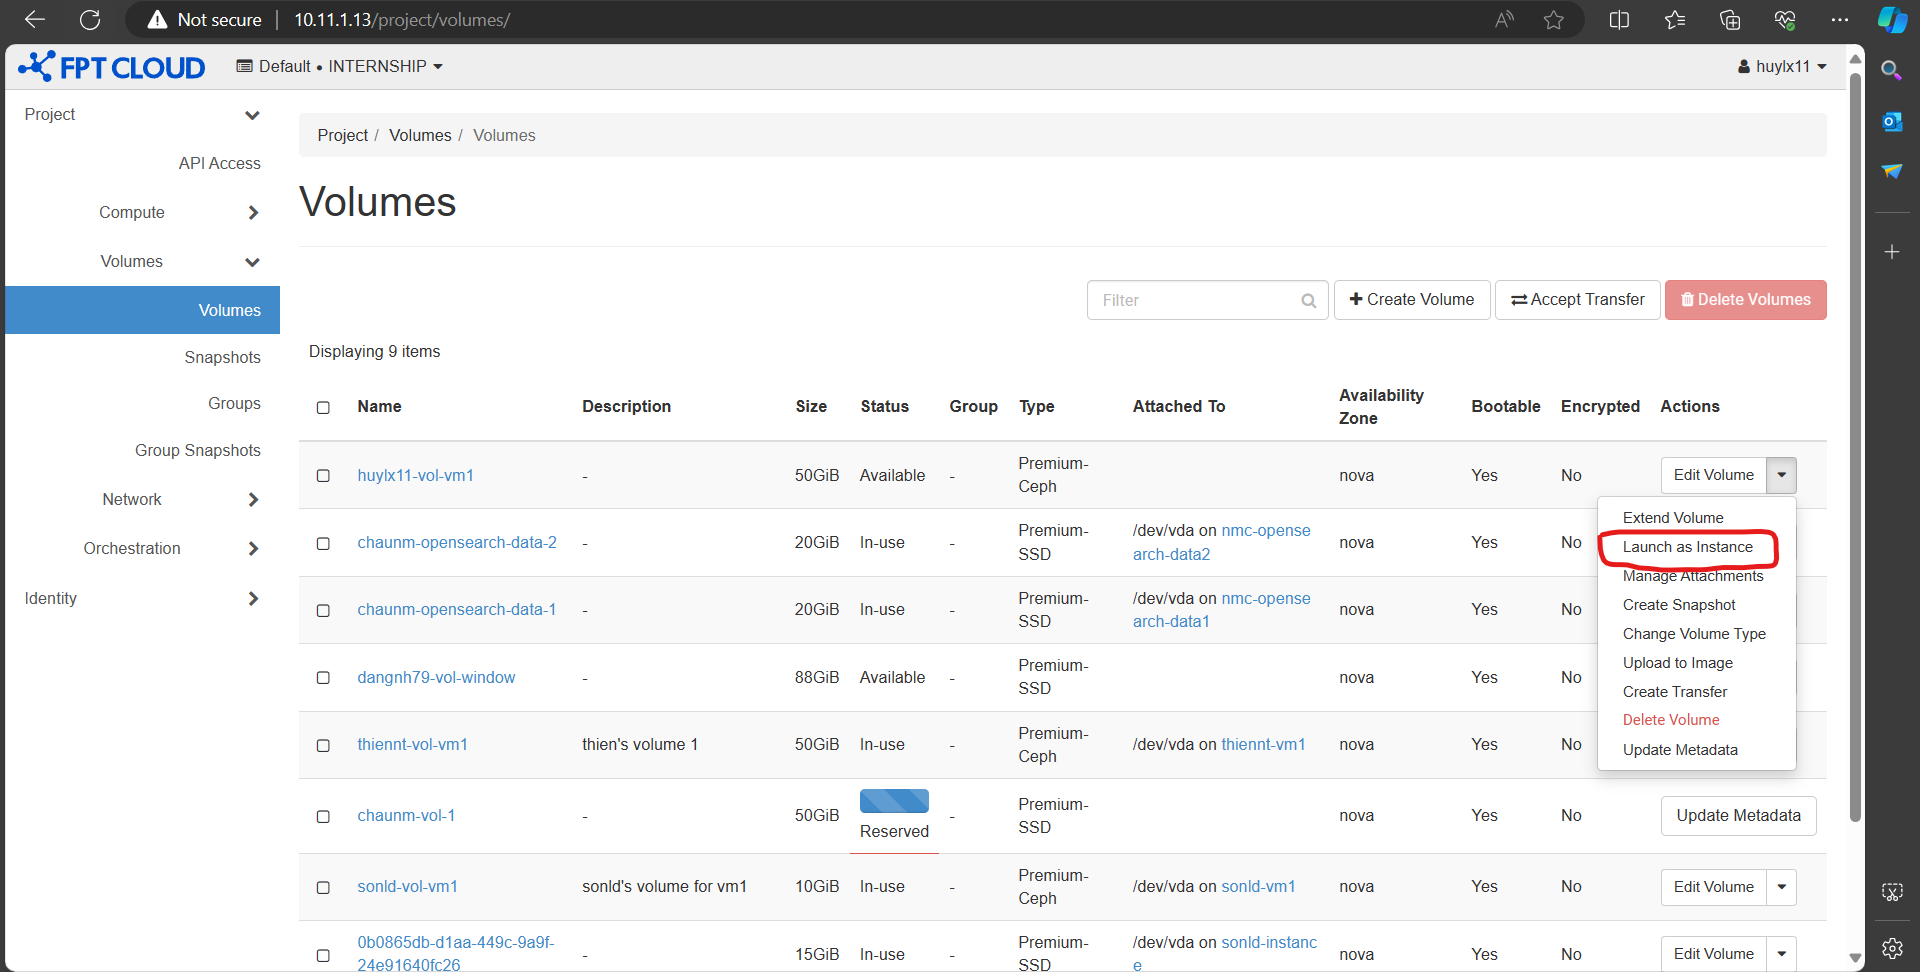 Not secure | 10.11.1.13/project/volumes/
FPT CLOUD
Default • INTERNSHIP
huylx11
Project
API Access
Compute
Volumes
Volumes
Snapshots
Groups
Group Snapshots
Network
Orchestration
Identity
Project / Volumes / Volumes
Volumes
Filter
Create Volume
Accept Transfer
Delete Volumes
Displaying 9 items
Name Description Size Status Group Type Attached To Availability Zone Bootable Encrypted Actions
huylx11-vol-vm1 - 50GiB Available - Premium-Ceph nova Yes No Edit Volume
Extend Volume
Launch as Instance
Manage Attachments
Create Snapshot
Change Volume Type
Upload to Image
Create Transfer
Delete Volume
Update Metadata
chaunm-opensearch-data-2 - 20GiB In-use - Premium-SSD /dev/vda on nmc-opensearch-data2 nova Yes No
chaunm-opensearch-data-1 - 20GiB In-use - Premium-SSD /dev/vda on nmc-opensearch-data1 nova Yes No
dangnh79-vol-window - 88GiB Available - Premium-SSD nova Yes No
thiennt-vol-vm1 thien's volume 1 50GiB In-use - Premium-Ceph /dev/vda on thiennt-vm1 nova Yes No
chaunm-vol-1 - 50GiB Reserved - Premium-SSD nova Yes No Update Metadata
sonld-vol-vm1 sonld's volume for vm1 10GiB In-use - Premium-Ceph /dev/vda on sonld-vm1 nova Yes No Edit Volume
0b0865db-d1aa-449c-9a9f-24e91640fc26 - 15GiB In-use - Premium-SSD /dev/vda on sonld-instance nova Yes No Edit Volume